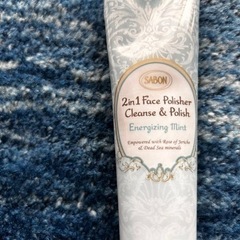 SABON
2in1 Face Polisher
Cleanse & Polish
Energizing Mint
Empowered with Rose of Jericho
& Dead Sea minerals